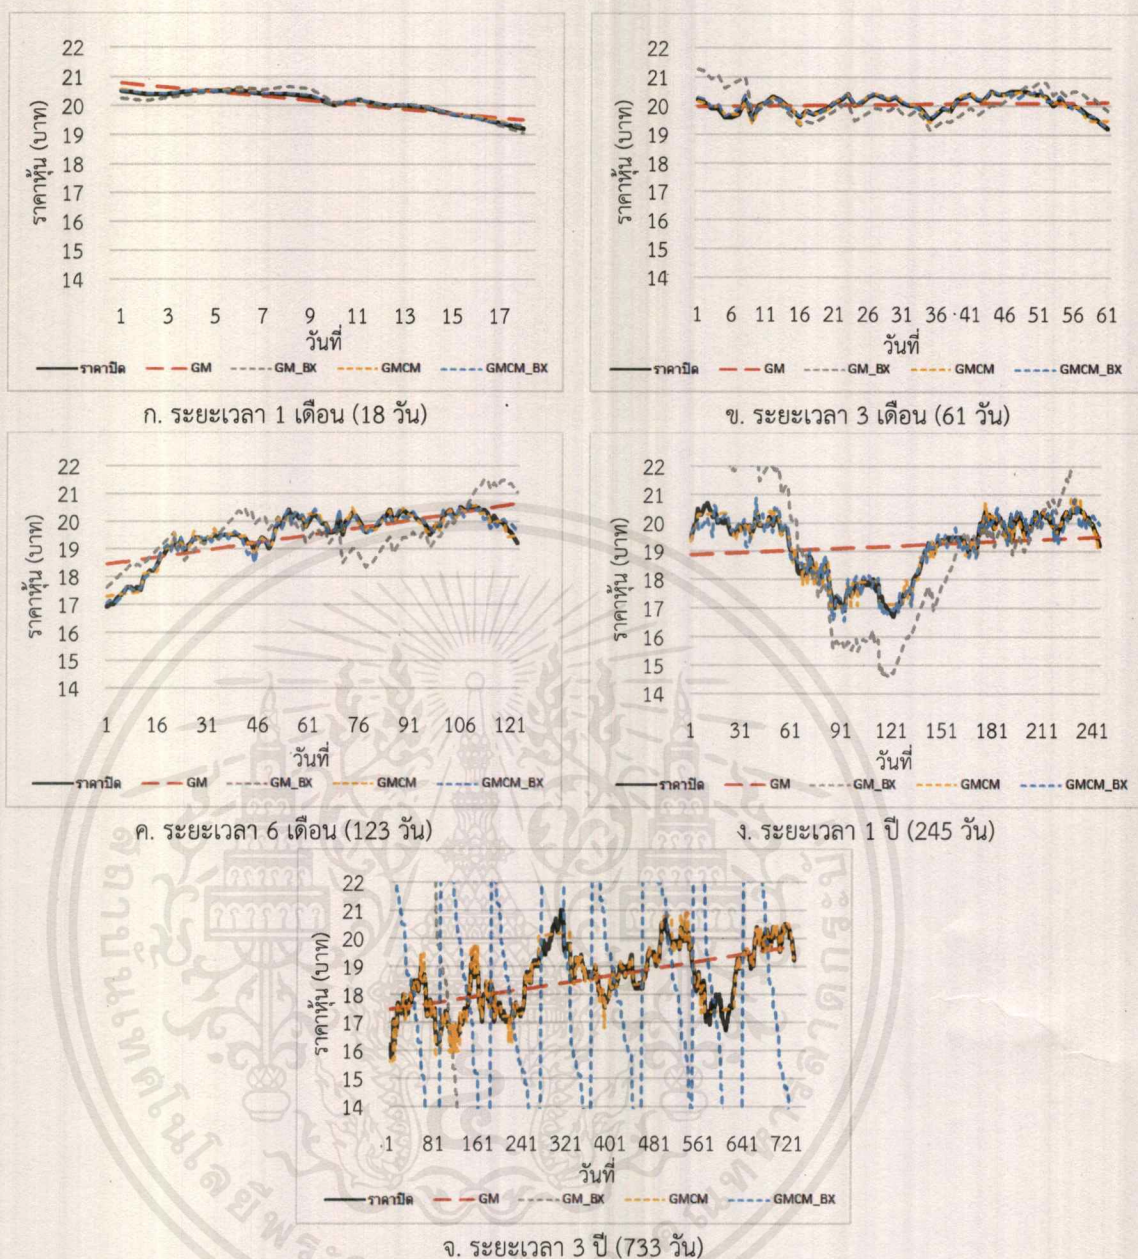 22
21
20
19
18
17
16
15
14
ราคาหุ้น (บาท)
1 3 5 7 9 11 13 15 17
วันที่
ราคาปิด GM GM_BX GMCM GMCM_BX
ก. ระยะเวลา 1 เดือน (18 วัน)
22
21
20
19
18
17
16
15
14
ราคาหุ้น (บาท)
1 6 11 16 21 26 31 36 41 46 51 56 61
วันที่
ราคาปิด GM GM_BX GMCM GMCM_BX
ข. ระยะเวลา 3 เดือน (61 วัน)
22
21
20
19
18
17
16
15
14
ราคาหุ้น (บาท)
1 16 31 46 61 76 91 106 121
วันที่
ราคาปิด GM GM_BX GMCM GMCM_BX
ค. ระยะเวลา 6 เดือน (123 วัน)
22
21
20
19
18
17
16
15
14
ราคาหุ้น (บาท)
1 31 61 91 121 151 181 211 241
วันที่
ราคาปิด GM GM_BX GMCM GMCM_BX
ง. ระยะเวลา 1 ปี (245 วัน)
22
21
20
19
18
17
16
15
14
ราคาหุ้น (บาท)
1 81 161 241 321 401 481 561 641 721
วันที่
ราคาปิด GM GM_BX GMCM GMCM_BX
จ. ระยะเวลา 3 ปี (733 วัน)